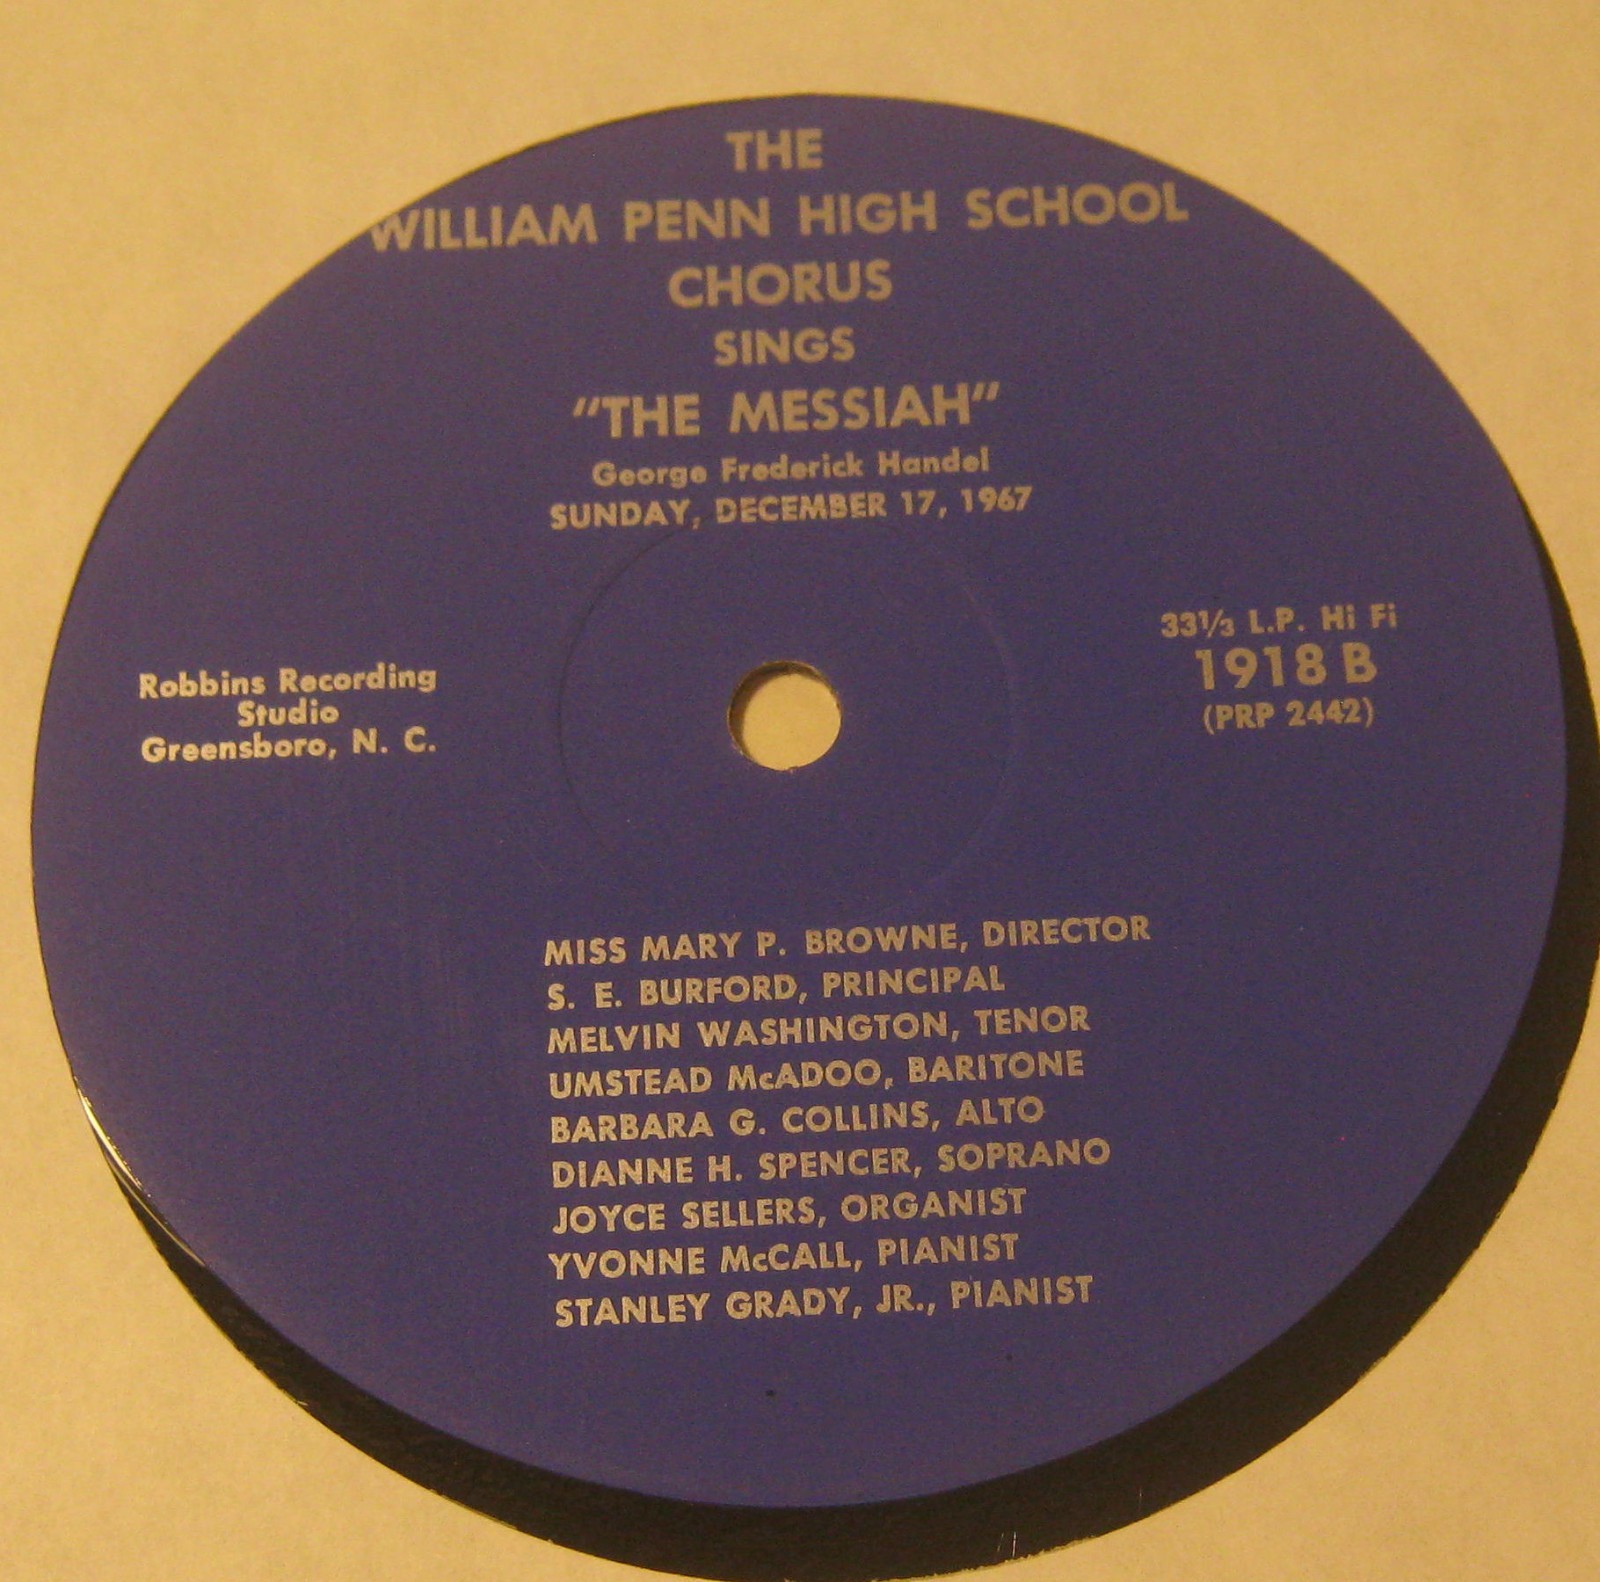 THE
WILLIAM PENN HIGH SCHOOL
CHORUS
SINGS
"THE MESSIAH"
George Frederick Handel
SUNDAY, DECEMBER 17, 1967
Robbins Recording
Studio
Greensboro, N. C.
33⅓ L.P. Hi Fi
1918 B
(PRP 2442)
MISS MARY P. BROWNE, DIRECTOR
S. E. BURFORD, PRINCIPAL
MELVIN WASHINGTON, TENOR
UMSTEAD McADOO, BARITONE
BARBARA G. COLLINS, ALTO
DIANNE H. SPENCER, SOPRANO
JOYCE SELLERS, ORGANIST
YVONNE McCALL, PIANIST
STANLEY GRADY, JR., PIANIST